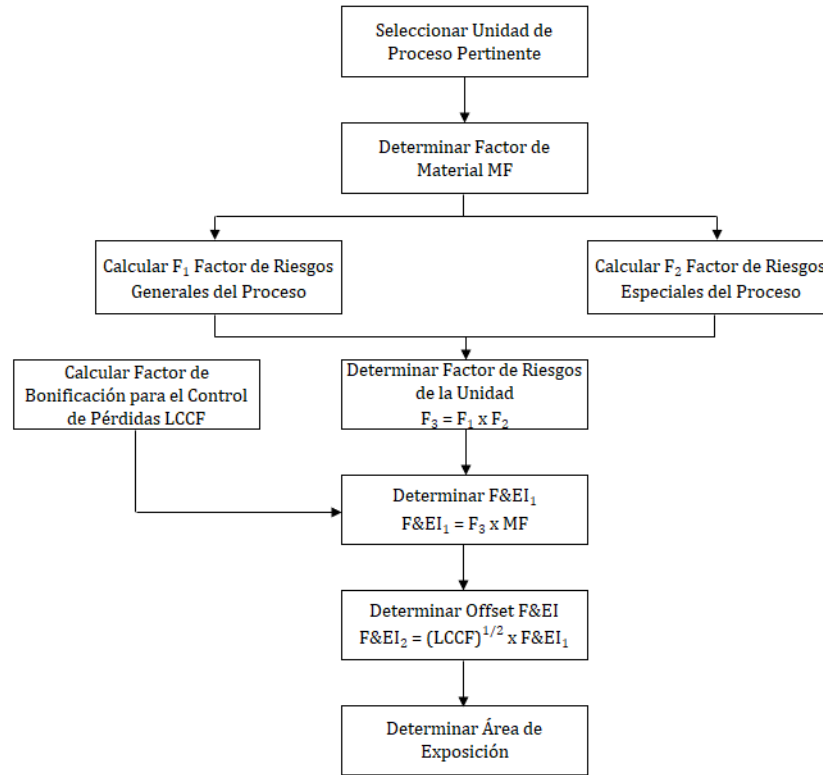 Seleccionar Unidad de
Proceso Pertinente
Determinar Factor de
Material MF
Calcular F₁ Factor de Riesgos
Generales del Proceso
Calcular F₂ Factor de Riesgos
Especiales del Proceso
Calcular Factor de
Bonificación para el Control
de Pérdidas LCCF
Determinar Factor de Riesgos
de la Unidad
F₃ = F₁ x F₂
Determinar F&EI₁
F&EI₁ = F₃ x MF
Determinar Offset F&EI
F&EI₂ = (LCCF)¹/² x F&EI₁
Determinar Área de
Exposición